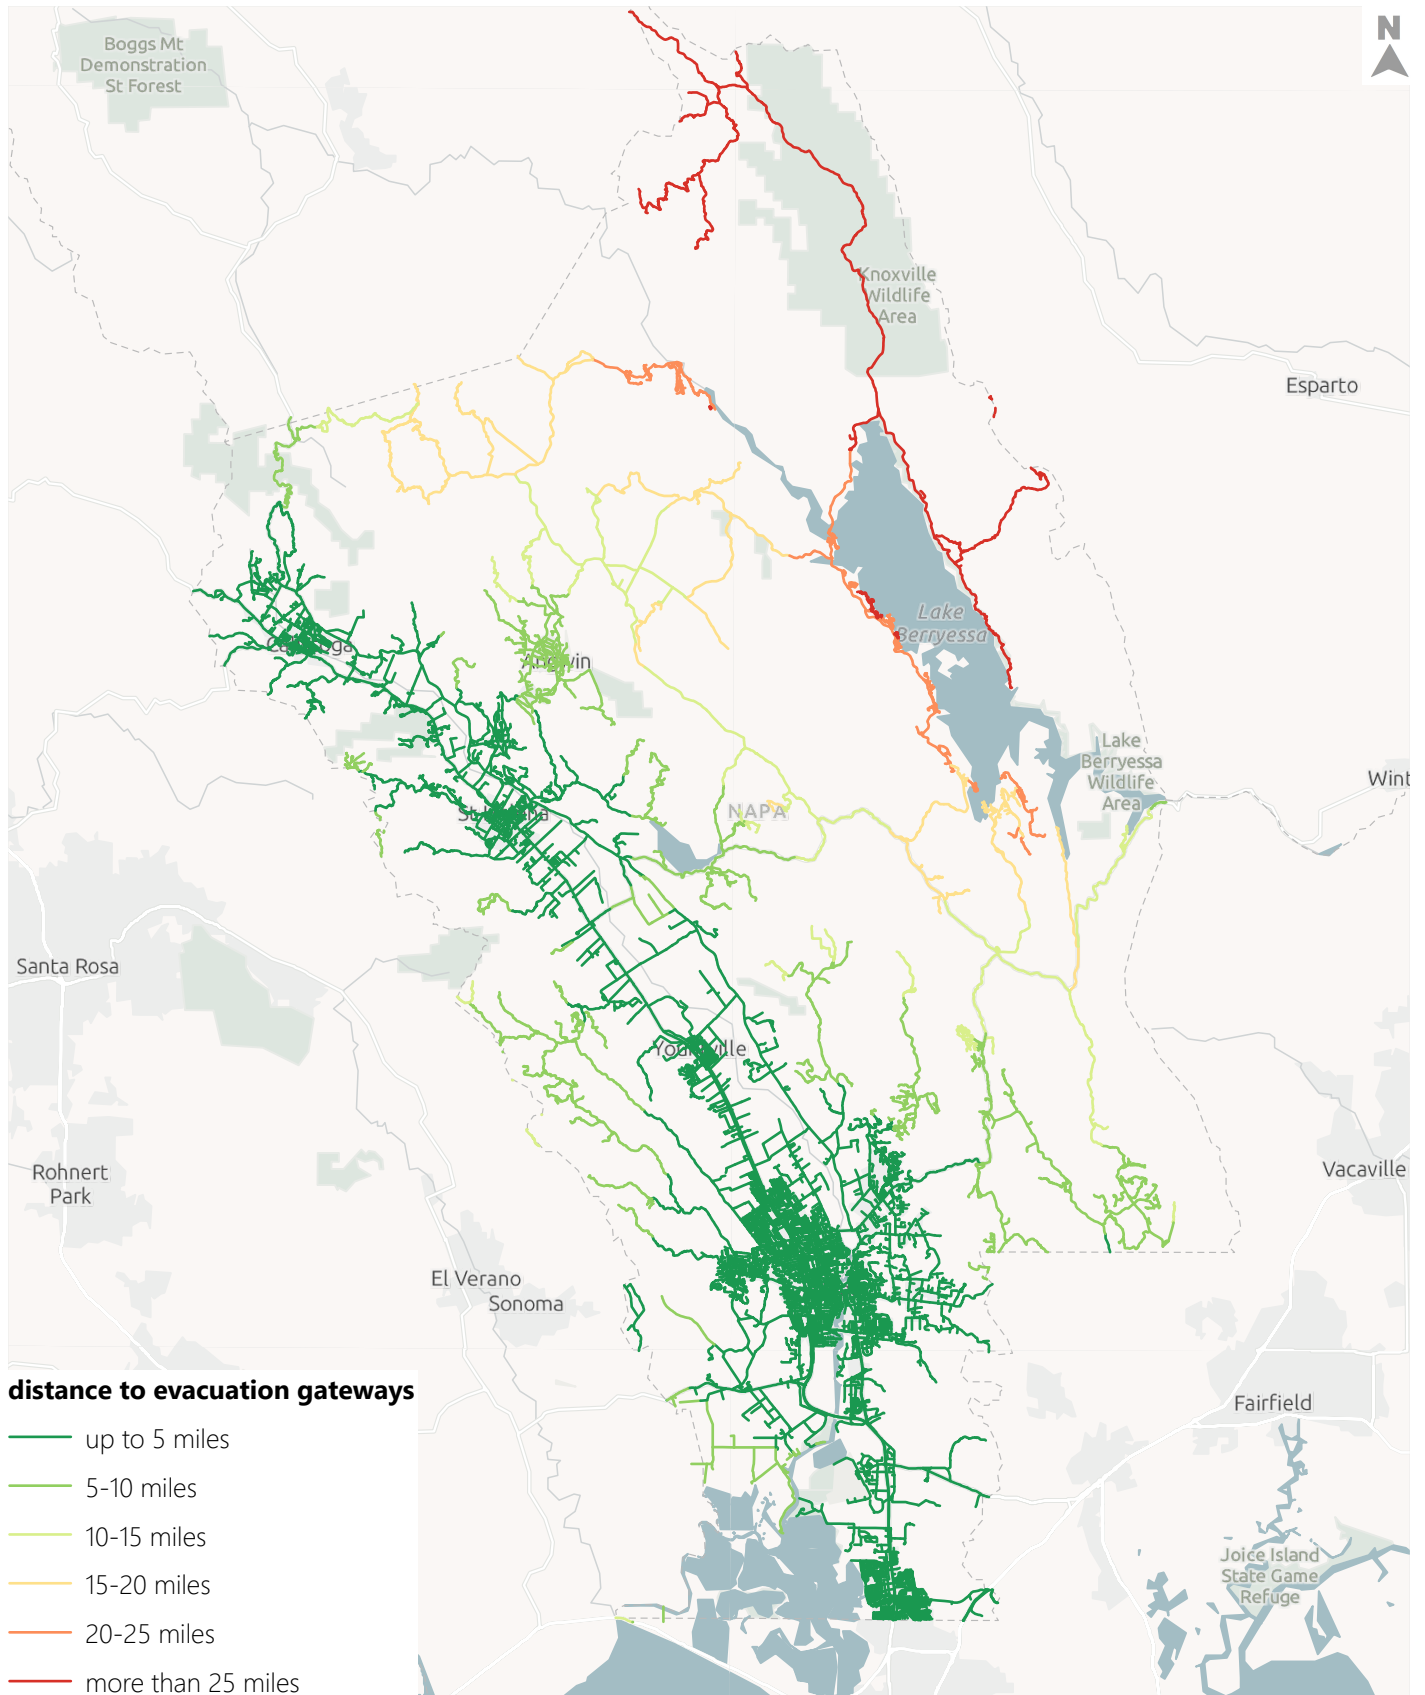 N
Boggs Mt
Demonstration
St Forest
Knoxville
Wildlife
Area
Esparto
Lake
Berryessa
Angwin
Lake
Berryessa
Wildlife
Area
Wint
NAPA
Santa Rosa
Yountville
Rohnert
Park
Vacaville
El Verano
Sonoma
Fairfield
Joice Island
State Game
Refuge
distance to evacuation gateways
up to 5 miles
5-10 miles
10-15 miles
15-20 miles
20-25 miles
more than 25 miles